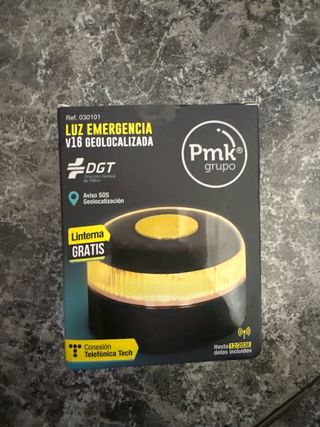 Ref. 030101
LUZ EMERGENCIA
V16 GEOLOCALIZADA
Pmk®
grupo
DGT
Dirección General
de Tráfico
Aviso SOS
Geolocalización
Linterna
GRATIS
Conexión
Telefónica Tech
Hasta 12/2038
datos incluidos